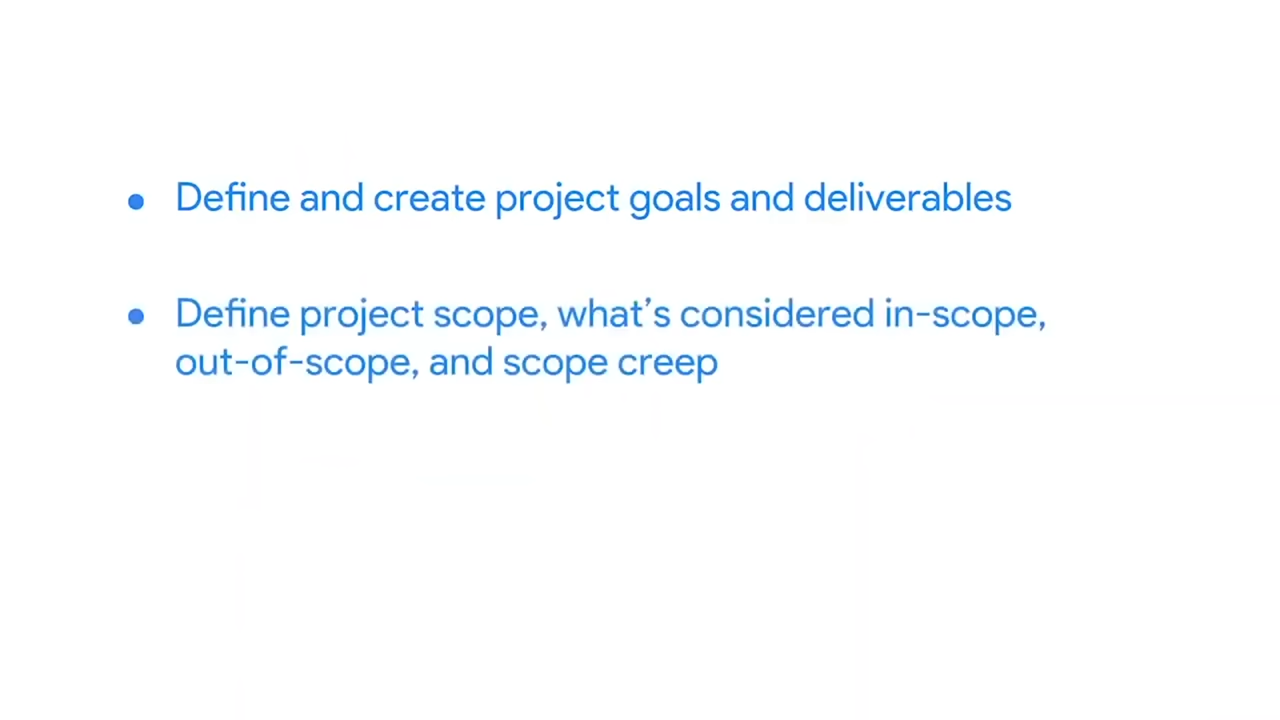 • Define and create project goals and deliverables
• Define project scope, what’s considered in-scope,
out-of-scope, and scope creep